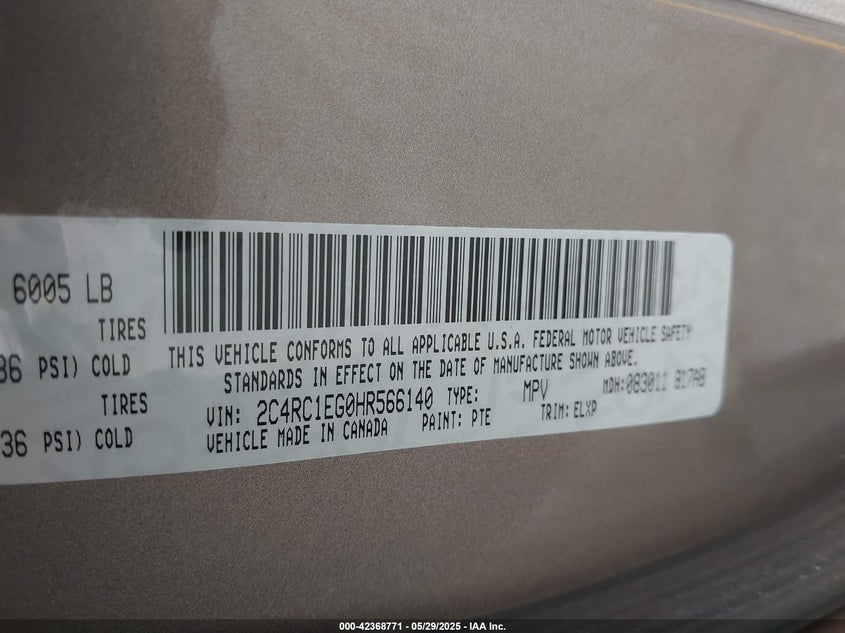 6005 LB
TIRES
36 PSI) COLD
TIRES
36 PSI) COLD
THIS VEHICLE CONFORMS TO ALL APPLICABLE U.S.A. FEDERAL MOTOR VEHICLE SAFETY
STANDARDS IN EFFECT ON THE DATE OF MANUFACTURE SHOWN ABOVE.
VIN: 2C4RC1EG0HR566140 TYPE: MPV MDH:083011 817AB
VEHICLE MADE IN CANADA PAINT: PTE TRIM: ELXP
000-42368771 - 05/29/2025 - IAA Inc.